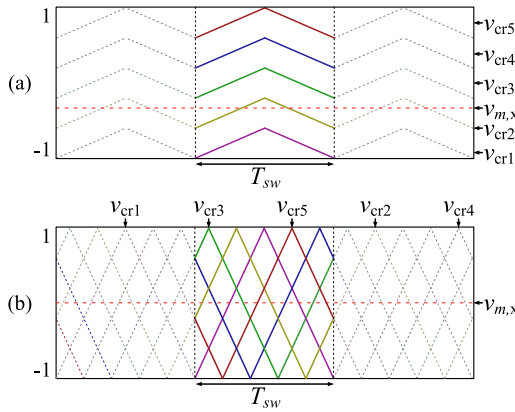 1
v_cr5
v_cr4
(a)
v_cr3
v_m,x
v_cr2
-1
v_cr1
T_sw
v_cr1 v_cr3 v_cr5 v_cr2 v_cr4
1
(b)
v_m,x
-1
T_sw